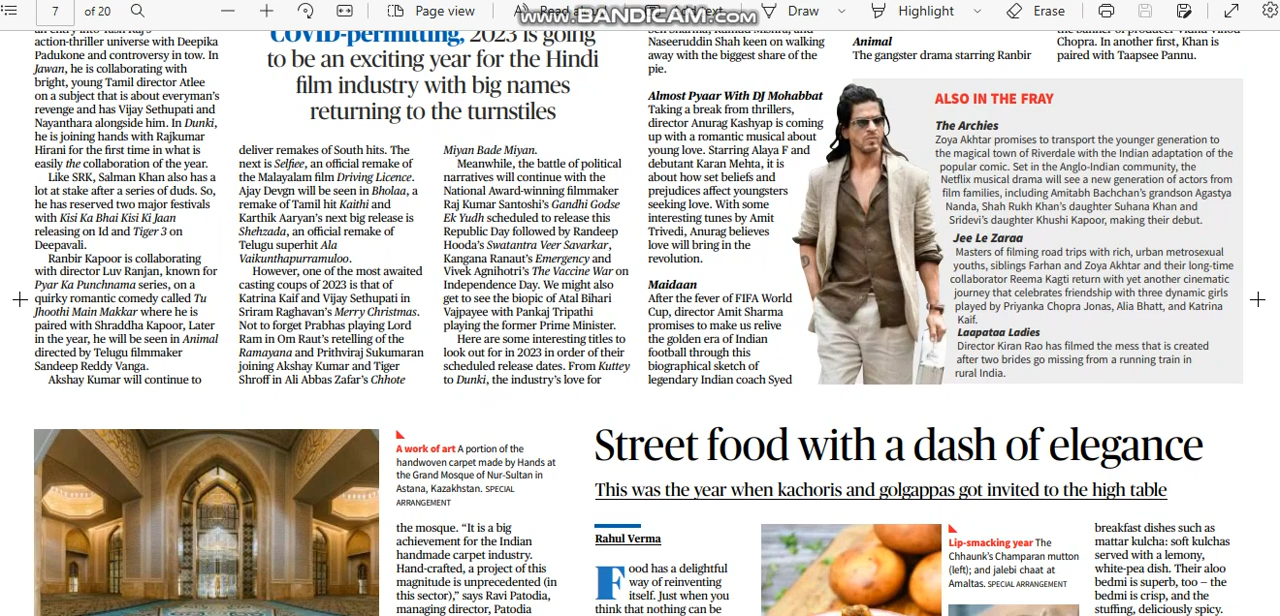 7 of 20 Page view Draw Highlight Erase
www.BANDICAM.com
action-thriller universe with Deepika
Padukone and controversy in tow. In
Jawan, he is collaborating with
bright, young Tamil director Atlee
on a subject that is about everyman's
revenge and has Vijay Sethupati and
Nayanthara alongside him. In Dunki,
he is joining hands with Rajkumar
Hirani for the first time in what is
easily the collaboration of the year.
Like SRK, Salman Khan also has a
lot at stake after a series of duds. So,
he has reserved two major festivals
with Kisi Ka Bhai Kisi Ki Jaan
releasing on Id and Tiger 3 on
Deepavali.
Ranbir Kapoor is collaborating
with director Luv Ranjan, known for
Pyar Ka Punchnama series, on a
quirky romantic comedy called Tu
Jhoothi Main Makkar where he is
paired with Shraddha Kapoor, Later
in the year, he will be seen in Animal
directed by Telugu filmmaker
Sandeep Reddy Vanga.
Akshay Kumar will continue to
COVID-permitting, 2023 is going
to be an exciting year for the Hindi
film industry with big names
returning to the turnstiles
deliver remakes of South hits. The
next is Selfiee, an official remake of
the Malayalam film Driving Licence.
Ajay Devgn will be seen in Bholaa, a
remake of Tamil hit Kaithi and
Karthik Aaryan's next big release is
Shehzada, an official remake of
Telugu superhit Ala
Vaikunthapurramuloo.
However, one of the most awaited
casting coups of 2023 is that of
Katrina Kaif and Vijay Sethupati in
Sriram Raghavan's Merry Christmas.
Not to forget Prabhas playing Lord
Ram in Om Raut's retelling of the
Ramayana and Prithviraj Sukumaran
joining Akshay Kumar and Tiger
Shroff in Ali Abbas Zafar's Chhote
Miyan Bade Miyan.
Meanwhile, the battle of political
narratives will continue with the
National Award-winning filmmaker
Raj Kumar Santoshi's Gandhi Godse
Ek Yudh scheduled to release this
Republic Day followed by Randeep
Hooda's Swatantra Veer Savarkar,
Kangana Ranaut's Emergency and
Vivek Agnihotri's The Vaccine War on
Independence Day. We might also
get to see the biopic of Atal Bihari
Vajpayee with Pankaj Tripathi
playing the former Prime Minister.
Here are some interesting titles to
look out for in 2023 in order of their
scheduled release dates. From Kuttey
to Dunki, the industry's love for
Naseeruddin Shah keen on walking
away with the biggest share of the
pie.
Almost Pyaar With DJ Mohabbat
Taking a break from thrillers,
director Anurag Kashyap is coming
up with a romantic musical about
young love. Starring Alaya F and
debutant Karan Mehta, it is
about how set beliefs and
prejudices affect youngsters
seeking love. With some
interesting tunes by Amit
Trivedi, Anurag believes
love will bring in the
revolution.
Maidaan
After the fever of FIFA World
Cup, director Amit Sharma
promises to make us relive
the golden era of Indian
football through this
biographical sketch of
legendary Indian coach Syed
Animal
The gangster drama starring Ranbir
Chopra. In another first, Khan is
paired with Taapsee Pannu.
ALSO IN THE FRAY
The Archies
Zoya Akhtar promises to transport the younger generation to
the magical town of Riverdale with the Indian adaptation of the
popular comic. Set in the Anglo-Indian community, the
Netflix musical drama will see a new generation of actors from
film families, including Amitabh Bachchan's grandson Agastya
Nanda, Shah Rukh Khan's daughter Suhana Khan and
Sridevi's daughter Khushi Kapoor, making their debut.
Jee Le Zaraa
Masters of filming road trips with rich, urban metrosexual
youths, siblings Farhan and Zoya Akhtar and their long-time
collaborator Reema Kagti return with yet another cinematic
journey that celebrates friendship with three dynamic girls
played by Priyanka Chopra Jonas, Alia Bhatt, and Katrina
Kaif.
Laapataa Ladies
Director Kiran Rao has filmed the mess that is created
after two brides go missing from a running train in
rural India.
A work of art A portion of the
handwoven carpet made by Hands at
the Grand Mosque of Nur-Sultan in
Astana, Kazakhstan. SPECIAL
ARRANGEMENT
the mosque. "It is a big
achievement for the Indian
handmade carpet industry.
Hand-crafted, a project of this
magnitude is unprecedented (in
this sector)," says Ravi Patodia,
managing director, Patodia
Street food with a dash of elegance
This was the year when kachoris and golgappas got invited to the high table
Rahul Verma
Food has a delightful
way of reinventing
itself. Just when you
think that nothing can be
Lip-smacking year The
Chhaunk's Champaran mutton
(left); and jalebi chaat at
Amaltas. SPECIAL ARRANGEMENT
breakfast dishes such as
mattar kulcha: soft kulchas
served with a lemony,
white-pea dish. Their aloo
bedmi is superb, too – the
bedmi is crisp, and the
stuffing, deliciously spicy.